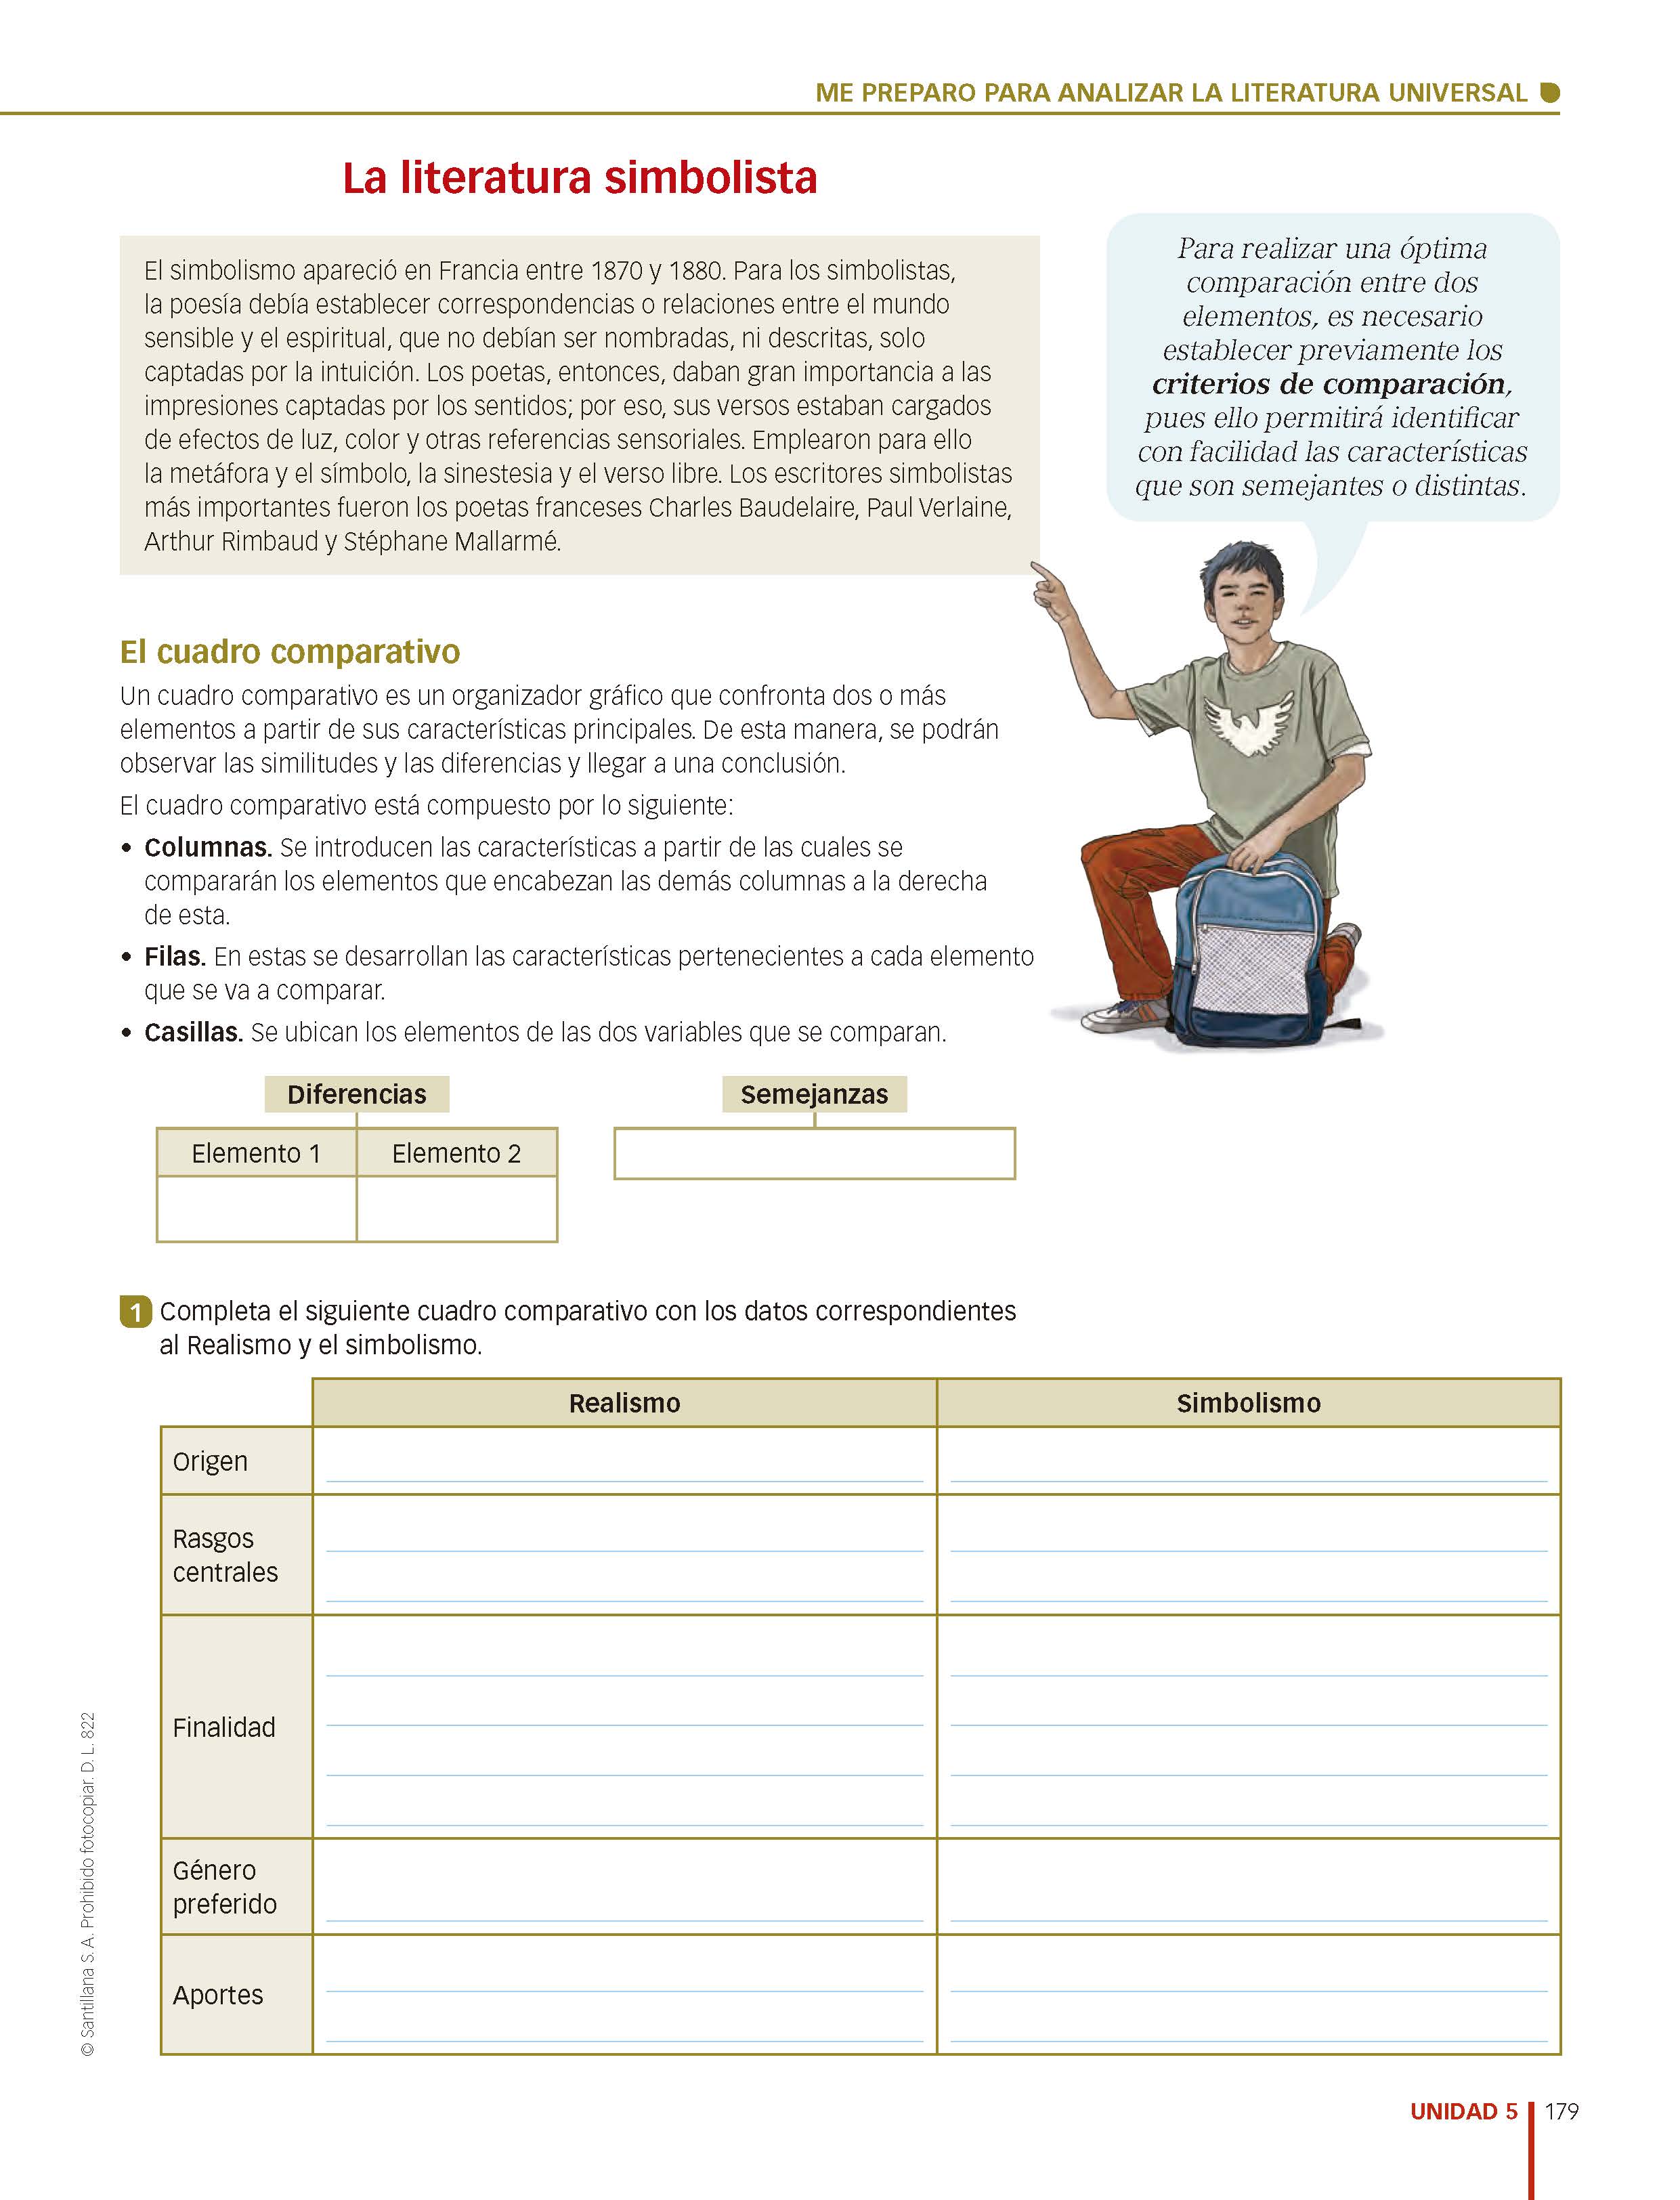 ME PREPARO PARA ANALIZAR LA LITERATURA UNIVERSAL
La literatura simbolista
El simbolismo apareció en Francia entre 1870 y 1880. Para los simbolistas,
la poesía debía establecer correspondencias o relaciones entre el mundo
sensible y el espiritual, que no debían ser nombradas, ni descritas, solo
captadas por la intuición. Los poetas, entonces, daban gran importancia a las
impresiones captadas por los sentidos; por eso, sus versos estaban cargados
de efectos de luz, color y otras referencias sensoriales. Emplearon para ello
la metáfora y el símbolo, la sinestesia y el verso libre. Los escritores simbolistas
más importantes fueron los poetas franceses Charles Baudelaire, Paul Verlaine,
Arthur Rimbaud y Stéphane Mallarmé.
Para realizar una óptima
comparación entre dos
elementos, es necesario
establecer previamente los
criterios de comparación,
pues ello permitirá identificar
con facilidad las características
que son semejantes o distintas.
El cuadro comparativo
Un cuadro comparativo es un organizador gráfico que confronta dos o más
elementos a partir de sus características principales. De esta manera, se podrán
observar las similitudes y las diferencias y llegar a una conclusión.
El cuadro comparativo está compuesto por lo siguiente:
• Columnas. Se introducen las características a partir de las cuales se
compararán los elementos que encabezan las demás columnas a la derecha
de esta.
• Filas. En estas se desarrollan las características pertenecientes a cada elemento
que se va a comparar.
• Casillas. Se ubican los elementos de las dos variables que se comparan.
Diferencias
Elemento 1 Elemento 2
Semejanzas
1 Completa el siguiente cuadro comparativo con los datos correspondientes
al Realismo y el simbolismo.
Realismo Simbolismo
Origen
Rasgos
centrales
Finalidad
Género
preferido
Aportes
© Santillana S. A. Prohibido fotocopiar. D. L. 822
UNIDAD 5 179